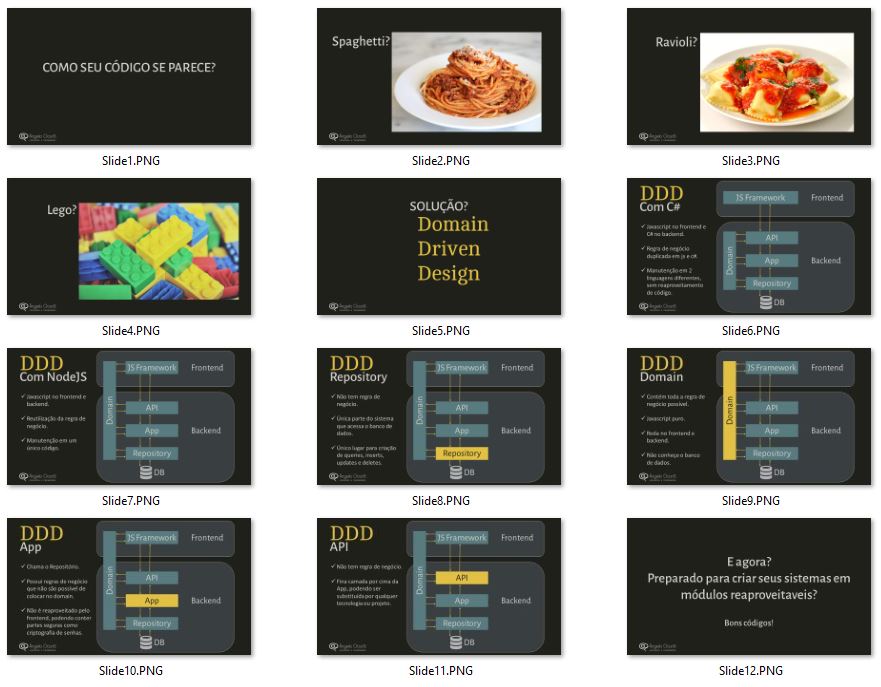 COMO SEU CÓDIGO SE PARECE?
Slide1.PNG
Spaghetti?
Slide2.PNG
Ravioli?
Slide3.PNG
Lego?
Slide4.PNG
SOLUÇÃO?
Domain
Driven
Design
Slide5.PNG
DDD
Com C#
✓ Javascript no frontend e
C# no backend.
✓ Regra de negócio
duplicada em js e c#.
✓ Manutenção em 2
linguagens diferentes,
sem reaproveitamento
de código.
JS Framework
Frontend
Domain
API
App
Repository
Backend
DB
Slide6.PNG
DDD
Com NodeJS
✓ Javascript no frontend e
backend.
✓ Reutilização da regra de
negócio.
✓ Manutenção em um
único código.
Domain
JS Framework
Frontend
API
App
Repository
Backend
DB
Slide7.PNG
DDD
Repository
✓ Não tem regra de
negócio.
✓ Única parte do sistema
que acessa o banco de
dados.
✓ Único lugar para criação
de queries, inserts,
updates e deletes.
Domain
JS Framework
Frontend
API
App
Repository
Backend
DB
Slide8.PNG
DDD
Domain
✓ Contém toda a regra de
negócio possível.
✓ Javascript puro.
✓ Roda no frontend e
backend.
✓ Não conhece o banco
de dados.
Domain
JS Framework
Frontend
API
App
Repository
Backend
DB
Slide9.PNG
DDD
App
✓ Chama o Repositório.
✓ Possui regras de negócio
que não são possível de
colocar no domain.
✓ Não é reaproveitado pelo
frontend, podendo conter
partes seguras como
criptografia de senhas.
Domain
JS Framework
Frontend
API
App
Repository
Backend
DB
Slide10.PNG
DDD
API
✓ Não tem regra de negócio.
✓ Fina camada por cima da
App, podendo ser
substituída por qualquer
tecnologia ou projeto.
Domain
JS Framework
Frontend
API
App
Repository
Backend
DB
Slide11.PNG
E agora?
Preparado para criar seus sistemas em
módulos reaproveitaveis?
Bons códigos!
Slide12.PNG